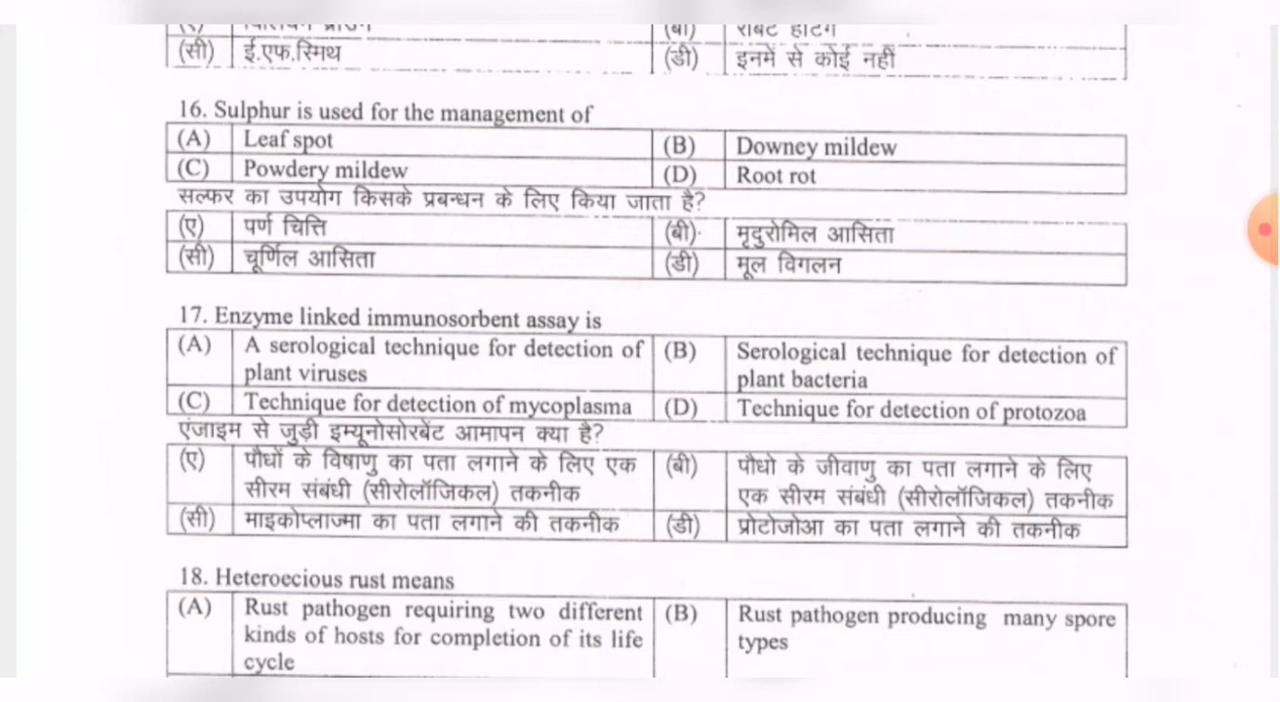 (बी) रॉबर्ट हार्टिग
(सी) ई.एफ.स्मिथ (डी) इनमें से कोई नहीं
16. Sulphur is used for the management of
(A) Leaf spot (B) Downey mildew
(C) Powdery mildew (D) Root rot
सल्फर का उपयोग किसके प्रबन्धन के लिए किया जाता है?
(ए) पर्ण चित्ति (बी) मृदुरोमिल आसिता
(सी) चूर्णिल आसिता (डी) मूल विगलन
17. Enzyme linked immunosorbent assay is
(A) A serological technique for detection of (B) Serological technique for detection of
plant viruses plant bacteria
(C) Technique for detection of mycoplasma (D) Technique for detection of protozoa
एंजाइम से जुड़ी इम्यूनोसोरबेंट आमापन क्या है?
(ए) पौधों के विषाणु का पता लगाने के लिए एक (बी) पौधो के जीवाणु का पता लगाने के लिए
सीरम संबंधी (सीरोलॉजिकल) तकनीक एक सीरम संबंधी (सीरोलॉजिकल) तकनीक
(सी) माइकोप्लाज्मा का पता लगाने की तकनीक (डी) प्रोटोजोआ का पता लगाने की तकनीक
18. Heteroecious rust means
(A) Rust pathogen requiring two different (B) Rust pathogen producing many spore
kinds of hosts for completion of its life types
cycle